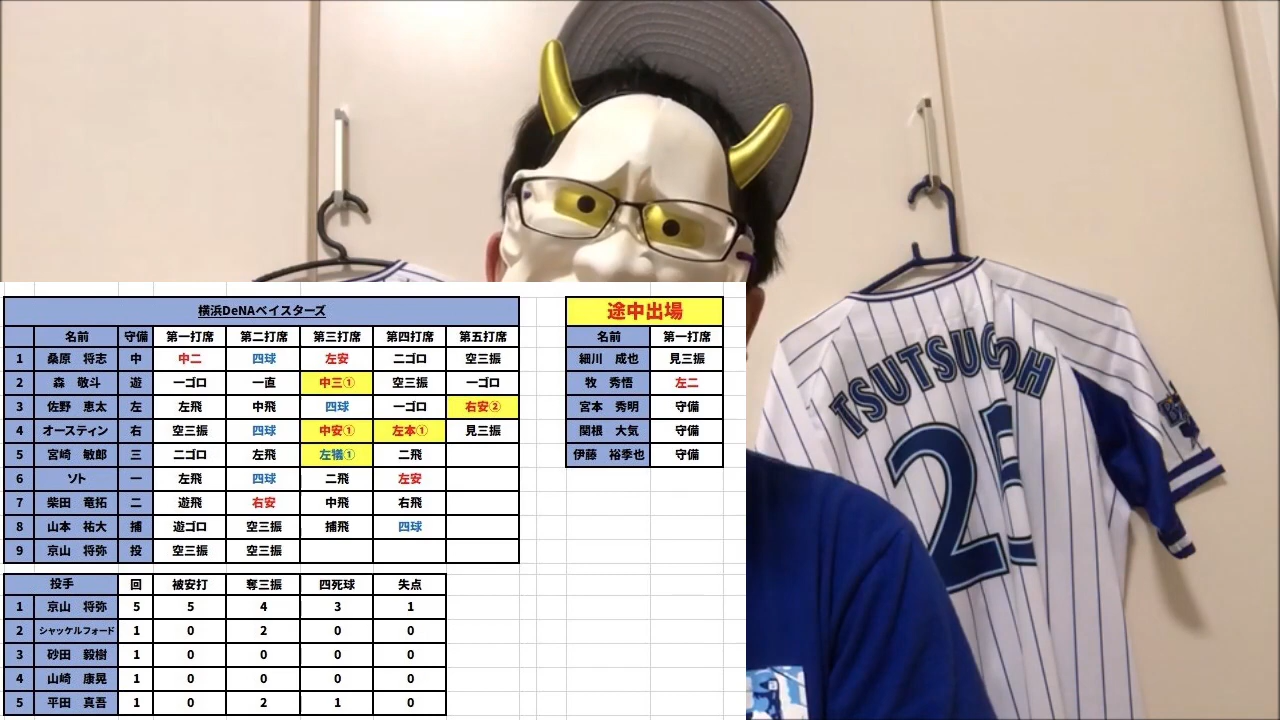 横浜DeNAベイスターズ
名前 守備 第一打席 第二打席 第三打席 第四打席 第五打席
1 桑原 将志 中 中二 四球 左安 二ゴロ 空三振
2 森 敬斗 遊 一ゴロ 一直 中三① 空三振 一ゴロ
3 佐野 恵太 左 左飛 中飛 四球 一ゴロ 右安②
4 オースティン 右 空三振 四球 中安① 左本① 見三振
5 宮崎 敏郎 三 二ゴロ 左飛 左犠① 二飛
6 ソト 一 左飛 四球 二飛 左安
7 柴田 竜拓 二 遊飛 右安 中飛 右飛
8 山本 祐大 捕 遊ゴロ 空三振 捕飛 四球
9 京山 将弥 投 空三振 空三振
投手 回 被安打 奪三振 四死球 失点
1 京山 将弥 5 5 4 3 1
2 シャッケルフォード 1 0 2 0 0
3 砂田 毅樹 1 0 0 0 0
4 山崎 康晃 1 0 0 0 0
5 平田 真吾 1 0 2 1 0
途中出場
名前 第一打席
細川 成也 見三振
牧 秀悟 左二
宮本 秀明 守備
関根 大気 守備
伊藤 裕季也 守備
TSUTSUGOH
25